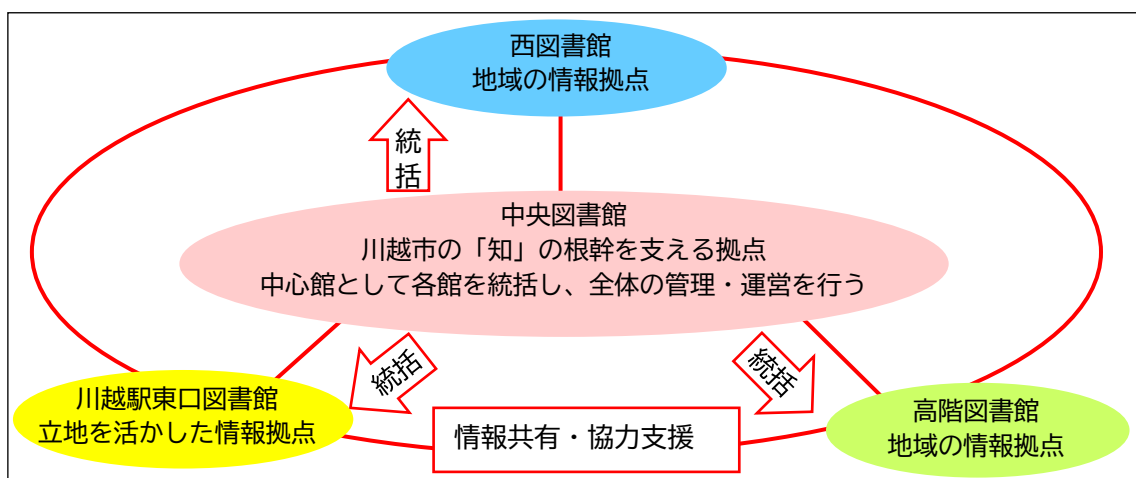 西図書館
地域の情報拠点
統
括
中央図書館
川越市の「知」の根幹を支える拠点
中心館として各館を統括し、全体の管理・運営を行う
統括
統括
川越駅東口図書館
立地を活かした情報拠点
情報共有・協力支援
高階図書館
地域の情報拠点